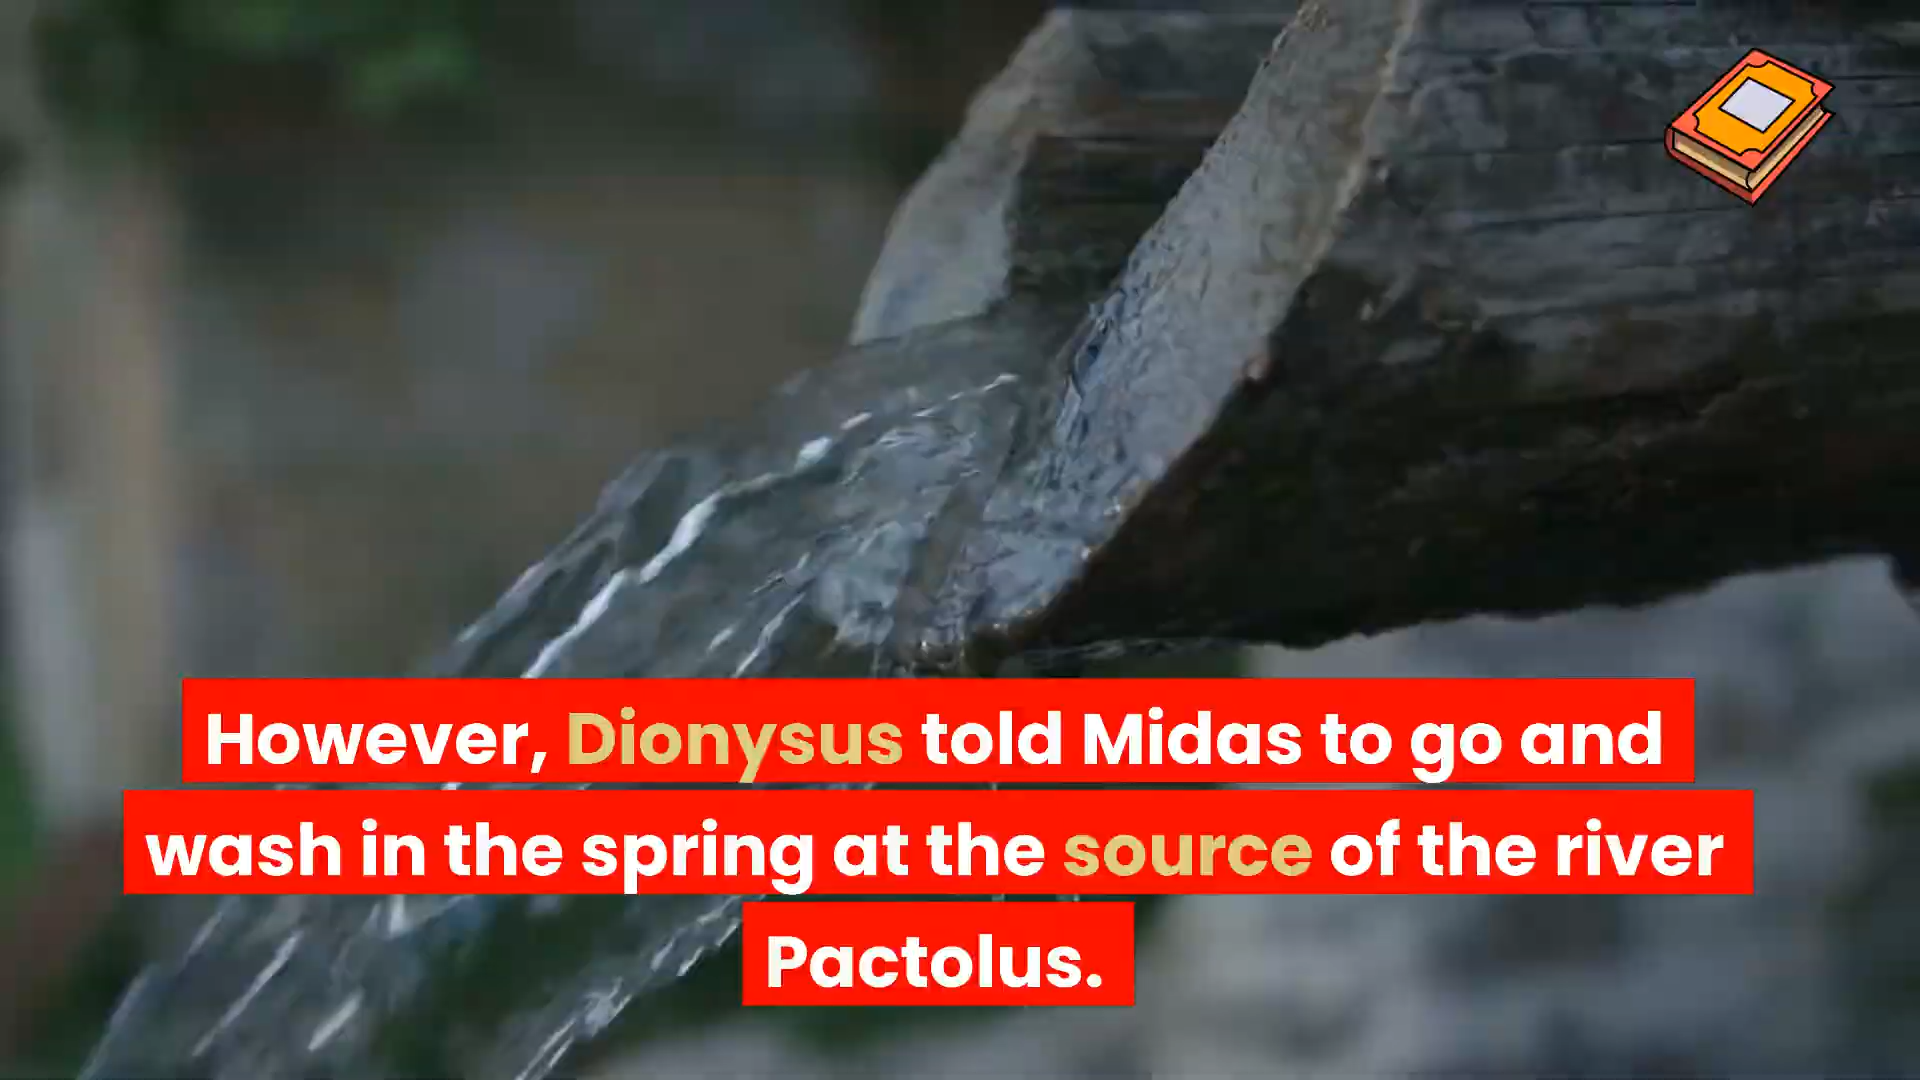 However, Dionysus told Midas to go and
wash in the spring at the source of the river
Pactolus.